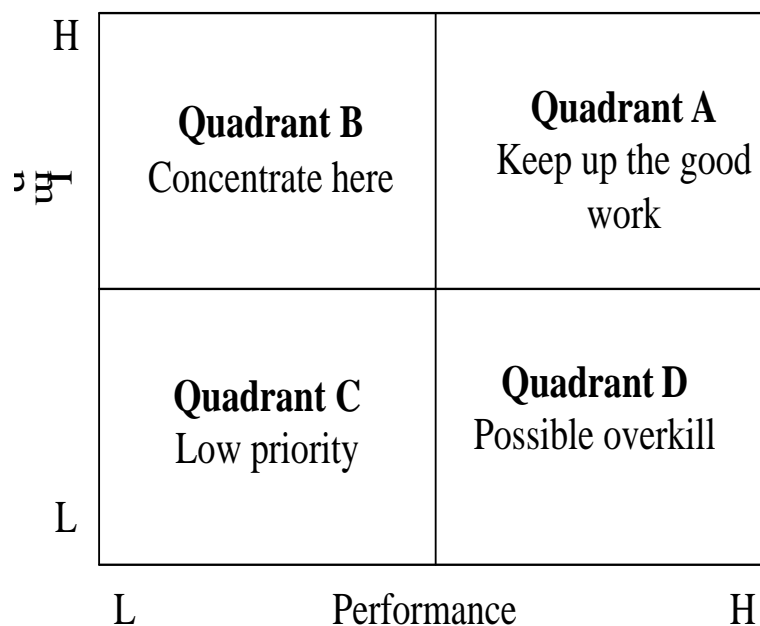 H
Quadrant B
Concentrate here
Quadrant A
Keep up the good
work
Quadrant C
Low priority
Quadrant D
Possible overkill
L
L Performance H